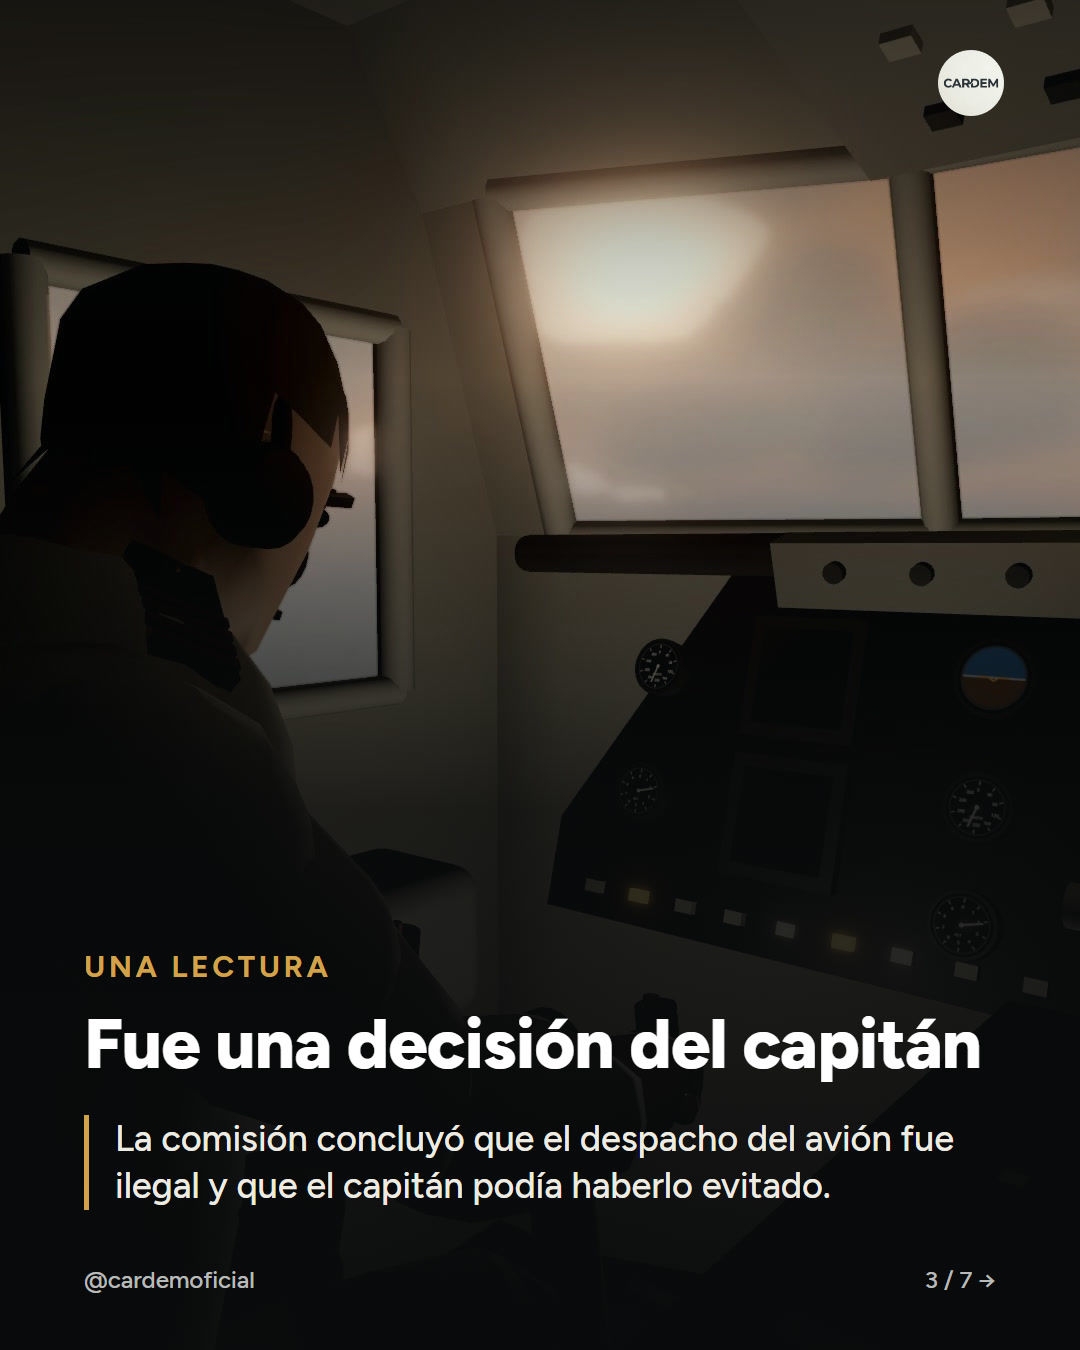 CARDEM
UNA LECTURA
Fue una decisión del capitán
La comisión concluyó que el despacho del avión fue
ilegal y que el capitán podía haberlo evitado.
@cardemoficial
3 / 7 →